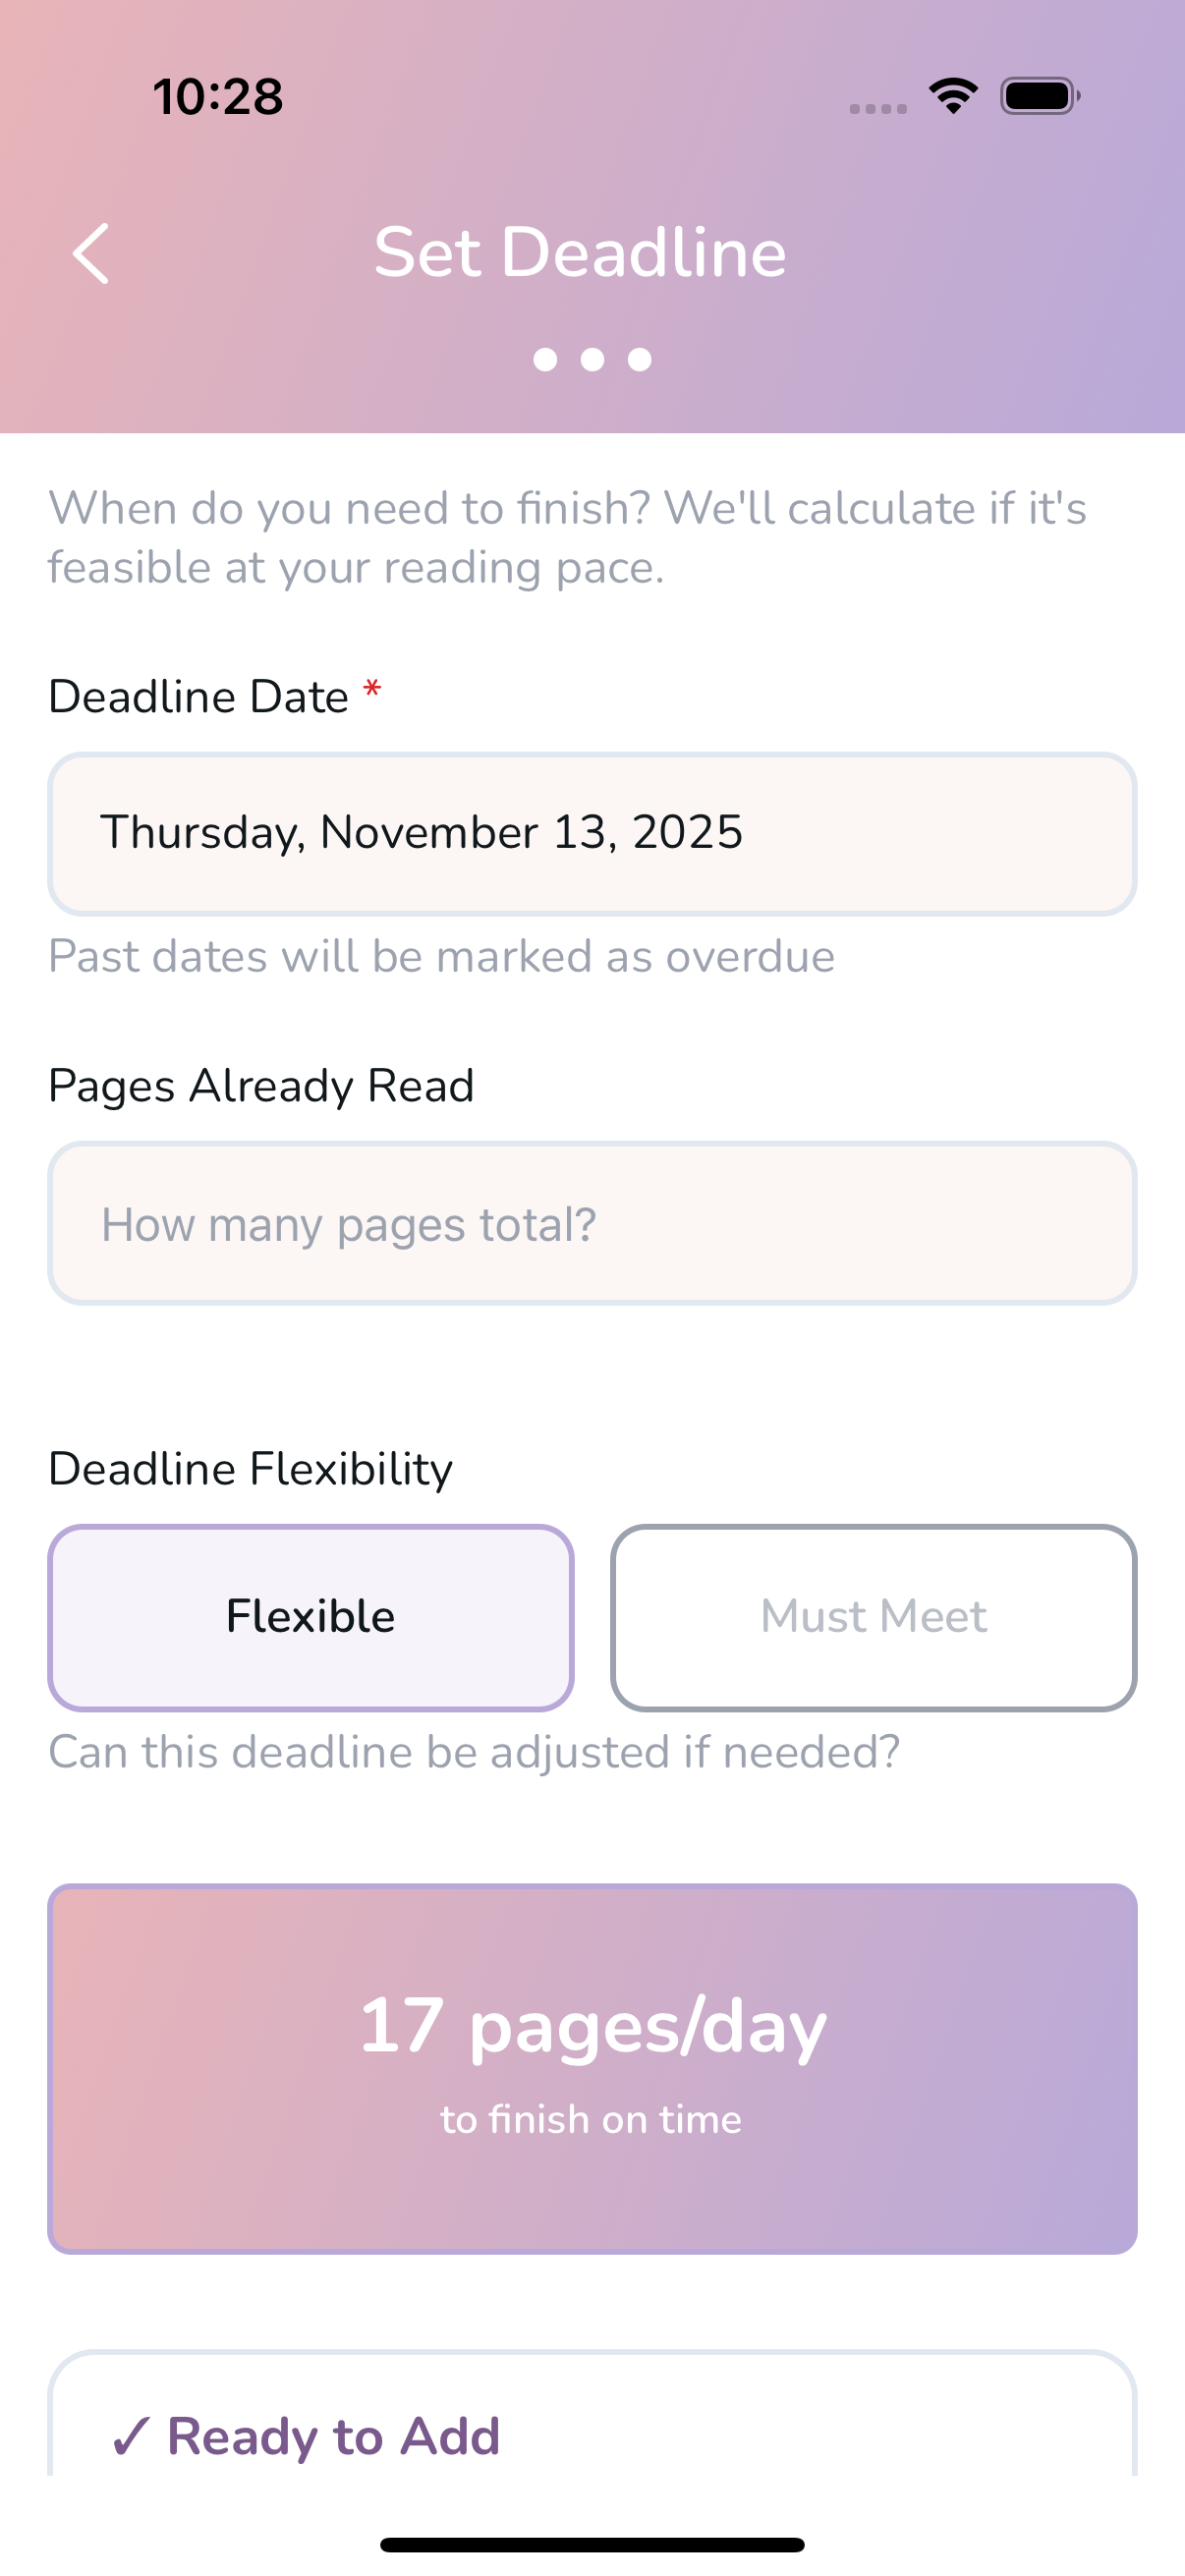 10:28
Set Deadline
When do you need to finish? We'll calculate if it's
feasible at your reading pace.
Deadline Date *
Thursday, November 13, 2025
Past dates will be marked as overdue
Pages Already Read
How many pages total?
Deadline Flexibility
Flexible
Must Meet
Can this deadline be adjusted if needed?
17 pages/day
to finish on time
✓ Ready to Add